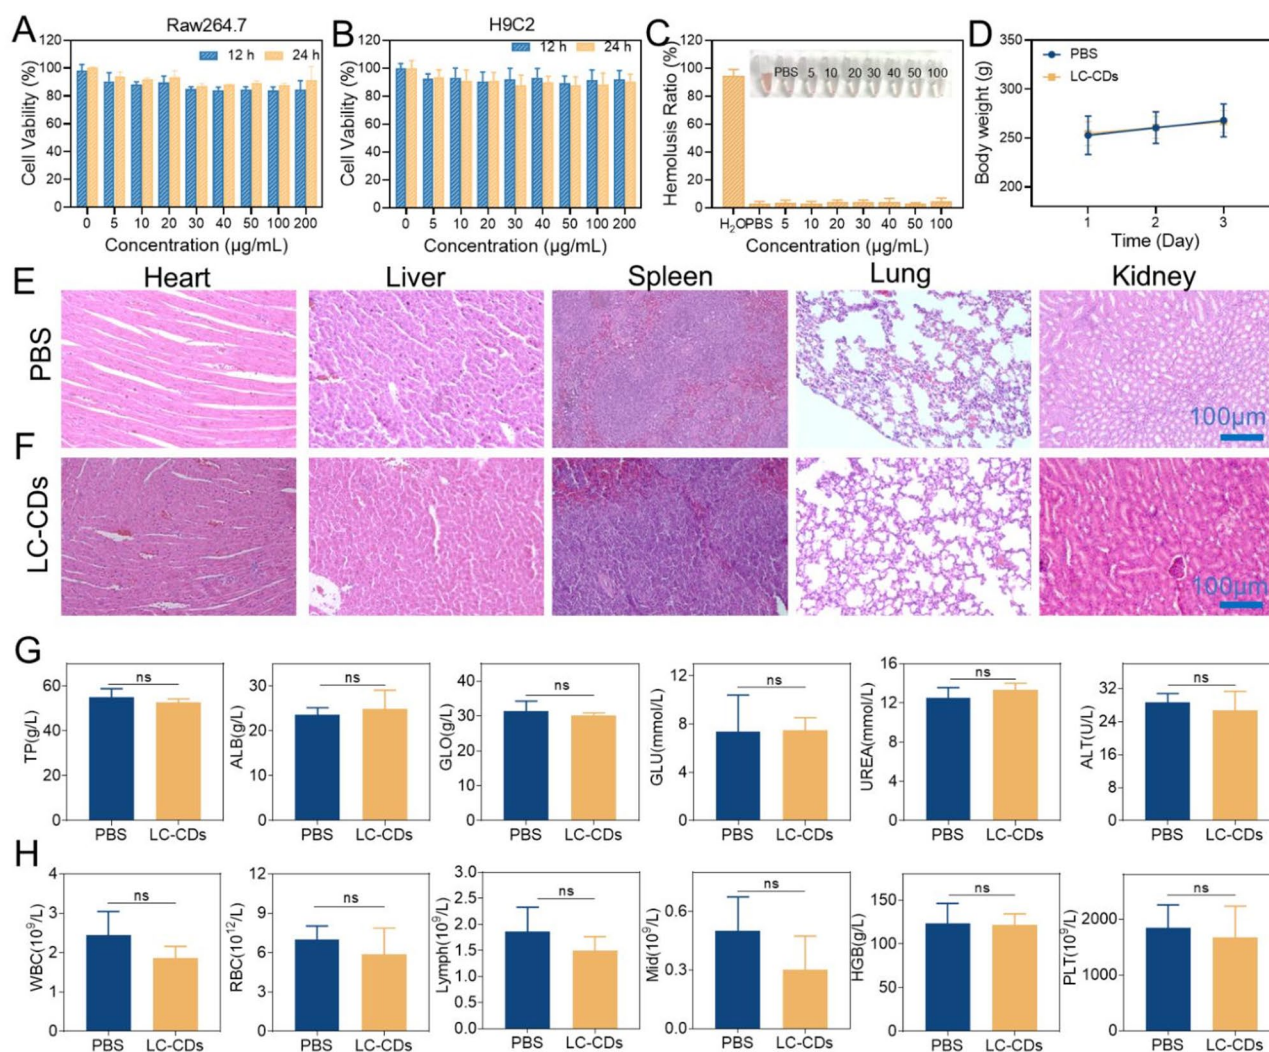 A
Raw264.7
12 h
24 h
Cell Viability (%)
120
100
80
60
40
20
0
0 5 10 20 30 40 50 100 200
Concentration (μg/mL)
B
H9C2
12 h
24 h
Cell Viability (%)
120
100
80
60
40
20
0
0 5 10 20 30 40 50 100 200
Concentration (μg/mL)
C
Hemolusis Ratio (%)
120
100
80
60
40
20
0
PBS 5 10 20 30 40 50 100
H₂O PBS 5 10 20 30 40 50 100
Concentration (μg/mL)
D
Body weight (g)
350
300
250
200
PBS
LC-CDs
1 2 3
Time (Day)
E
Heart Liver Spleen Lung Kidney
PBS
100μm
F
LC-CDs
100μm
G
TP(g/L)
60
40
20
0
ns
PBS LC-CDs
ALB(g/L)
30
20
10
0
ns
PBS LC-CDs
GLO(g/L)
40
30
20
10
0
ns
PBS LC-CDs
GLU(mmol/L)
12
8
4
0
ns
PBS LC-CDs
UREA(mmol/L)
16
12
8
4
0
ns
PBS LC-CDs
ALT(U/L)
32
24
16
8
0
ns
PBS LC-CDs
H
WBC(10⁹/L)
4
3
2
1
0
ns
PBS LC-CDs
RBC(10¹²/L)
12
9
6
3
0
ns
PBS LC-CDs
Lymph(10⁹/L)
3.0
2.5
2.0
1.5
1.0
0.5
0.0
ns
PBS LC-CDs
Mid(10⁹/L)
0.6
0.3
0.0
ns
PBS LC-CDs
HGB(g/L)
150
100
50
0
ns
PBS LC-CDs
PLT(10⁹/L)
2000
1000
0
ns
PBS LC-CDs